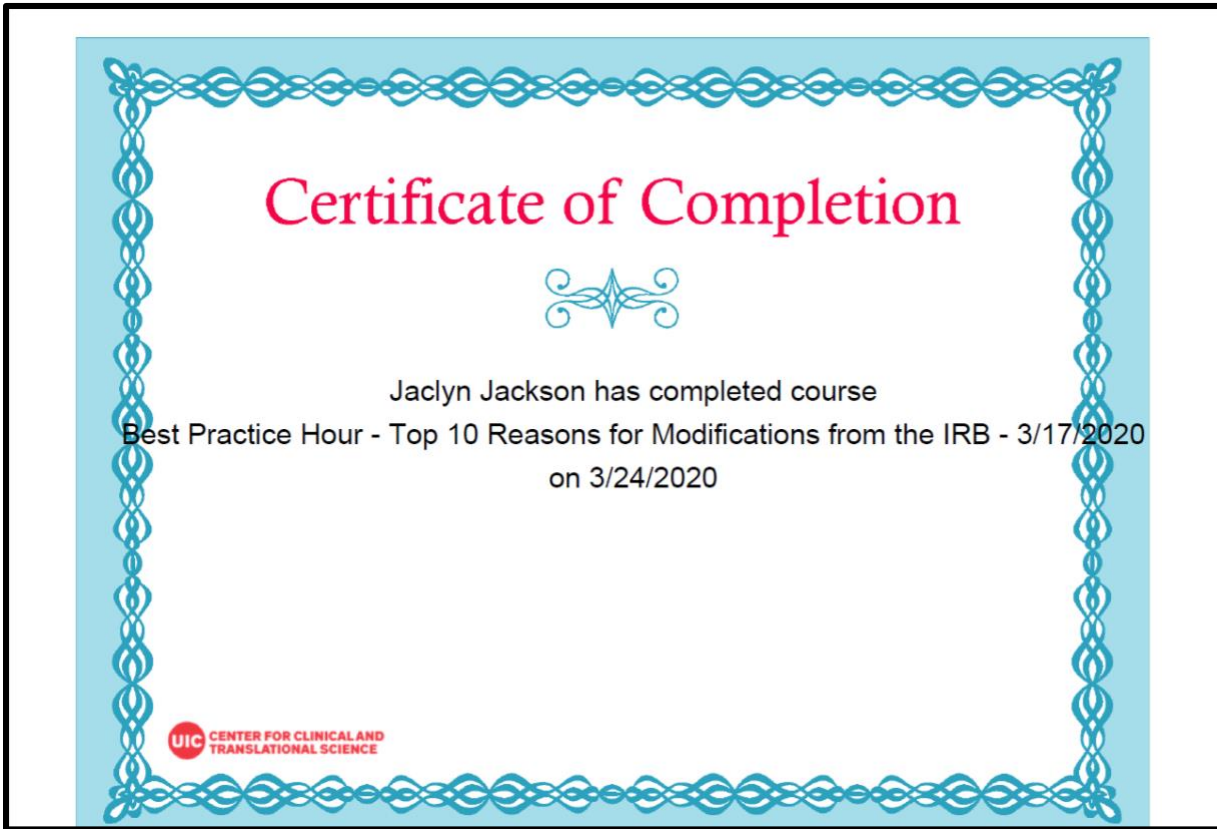 Certificate of Completion
Jaclyn Jackson has completed course
Best Practice Hour - Top 10 Reasons for Modifications from the IRB - 3/17/2020
on 3/24/2020
UIC CENTER FOR CLINICAL AND
TRANSLATIONAL SCIENCE